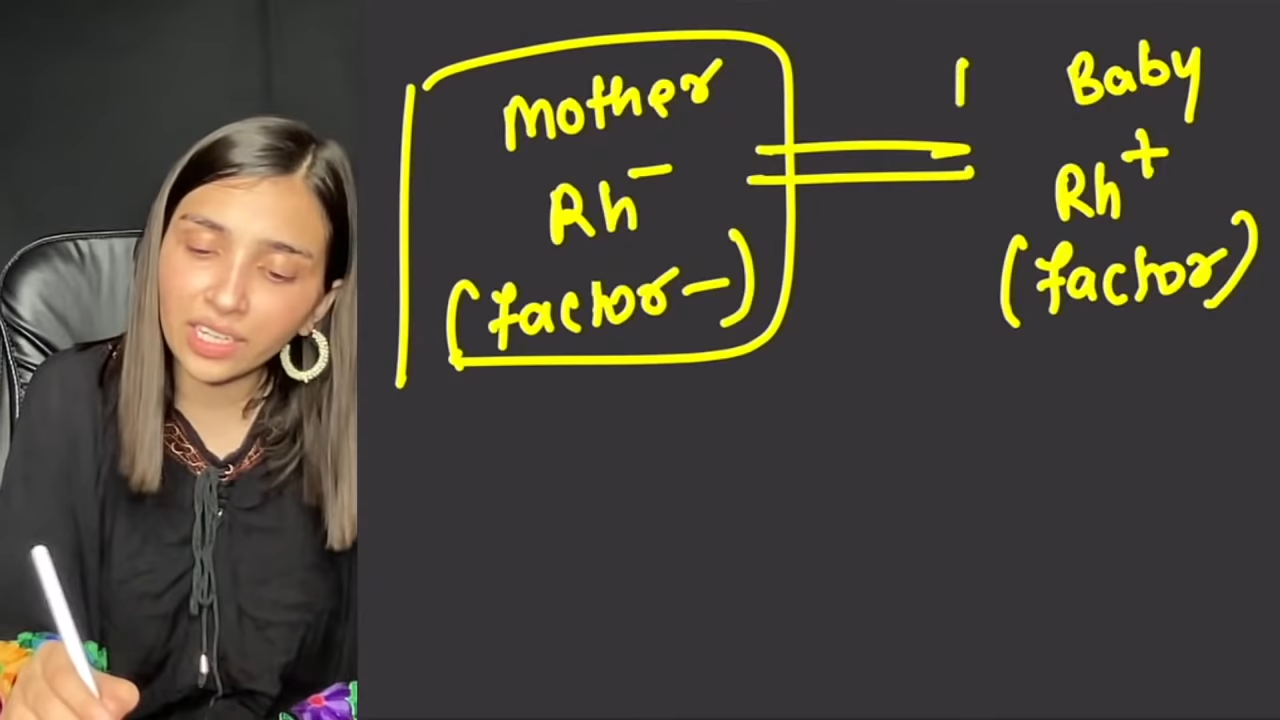 Mother
Rh-
(factor-)
1 Baby
Rh+
(factor)